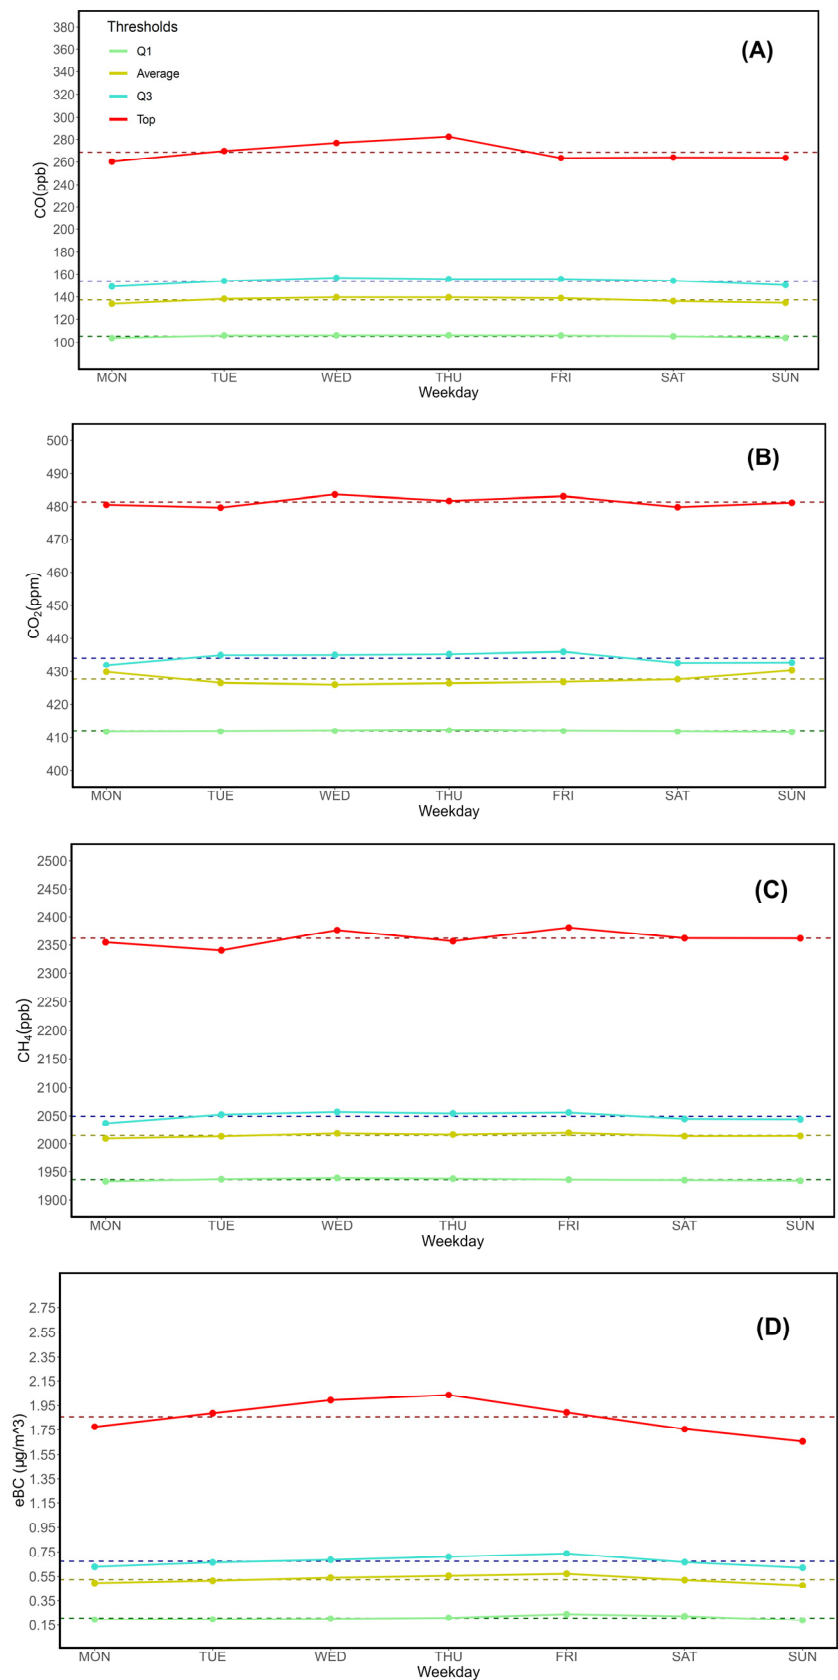 Thresholds
Q1
Average
Q3
Top
(A)
380
360
340
320
300
280
260
240
220
200
180
160
140
120
100
CO(ppb)
MON TUE WED THU FRI SAT SUN
Weekday
(B)
500
490
480
470
460
450
440
430
420
410
400
CO₂(ppm)
MON TUE WED THU FRI SAT SUN
Weekday
(C)
2500
2450
2400
2350
2300
2250
2200
2150
2100
2050
2000
1950
1900
CH₄(ppb)
MON TUE WED THU FRI SAT SUN
Weekday
(D)
2.75
2.55
2.35
2.15
1.95
1.75
1.55
1.35
1.15
0.95
0.75
0.55
0.35
0.15
eBC (µg/m^3)
MON TUE WED THU FRI SAT SUN
Weekday